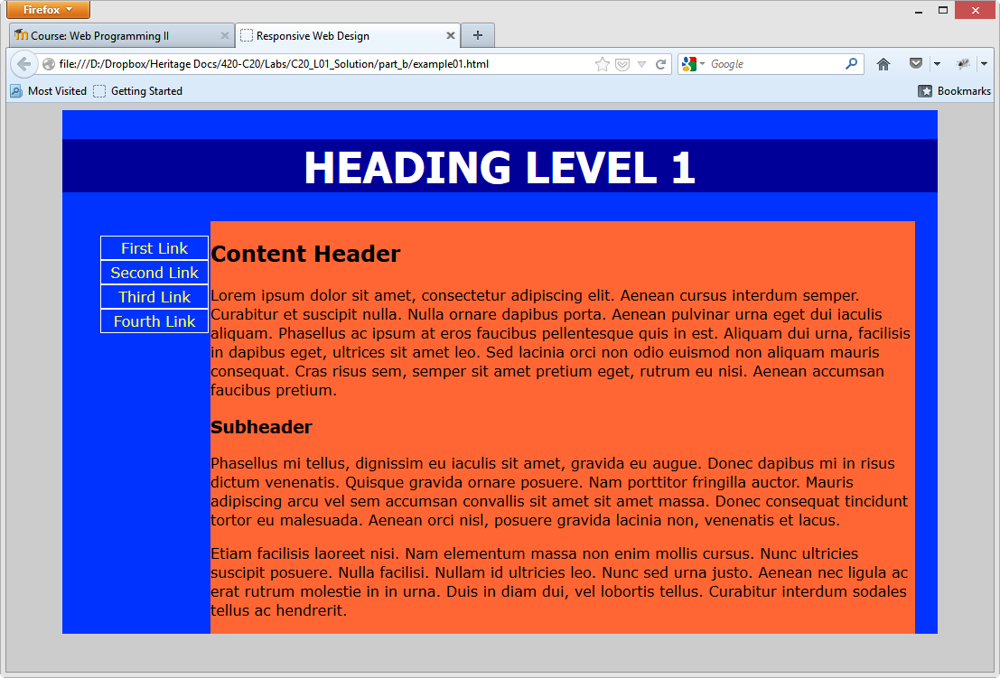 Firefox
Course: Web Programming II
Responsive Web Design
file:///D:/Dropbox/Heritage Docs/420-C20/Labs/C20_L01_Solution/part_b/example01.html
Google
Most Visited
Getting Started
Bookmarks
HEADING LEVEL 1
First Link
Second Link
Third Link
Fourth Link
Content Header
Lorem ipsum dolor sit amet, consectetur adipiscing elit. Aenean cursus interdum semper.
Curabitur et suscipit nulla. Nulla ornare dapibus porta. Aenean pulvinar urna eget dui iaculis
aliquam. Phasellus ac ipsum at eros faucibus pellentesque quis in est. Aliquam dui urna, facilisis
in dapibus eget, ultrices sit amet leo. Sed lacinia orci non odio euismod non aliquam mauris
consequat. Cras risus sem, semper sit amet pretium eget, rutrum eu nisi. Aenean accumsan
faucibus pretium.
Subheader
Phasellus mi tellus, dignissim eu iaculis sit amet, gravida eu augue. Donec dapibus mi in risus
dictum venenatis. Quisque gravida ornare posuere. Nam porttitor fringilla auctor. Mauris
adipiscing arcu vel sem accumsan convallis sit amet sit amet massa. Donec consequat tincidunt
tortor eu malesuada. Aenean orci nisl, posuere gravida lacinia non, venenatis et lacus.
Etiam facilisis laoreet nisi. Nam elementum massa non enim mollis cursus. Nunc ultricies
suscipit posuere. Nulla facilisi. Nullam id ultricies leo. Nunc sed urna justo. Aenean nec ligula ac
erat rutrum molestie in in urna. Duis in diam dui, vel lobortis tellus. Curabitur interdum sodales
tellus ac hendrerit.